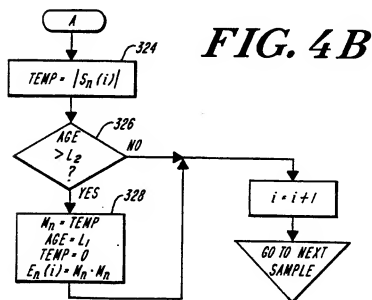 A
FIG. 4B
324
TEMP = |Sn(i)|
326
AGE
> L2
?
NO
YES
328
Mn = TEMP
AGE = L1
TEMP = 0
En(i) = Mn · Mn
i = i + 1
GO TO NEXT
SAMPLE